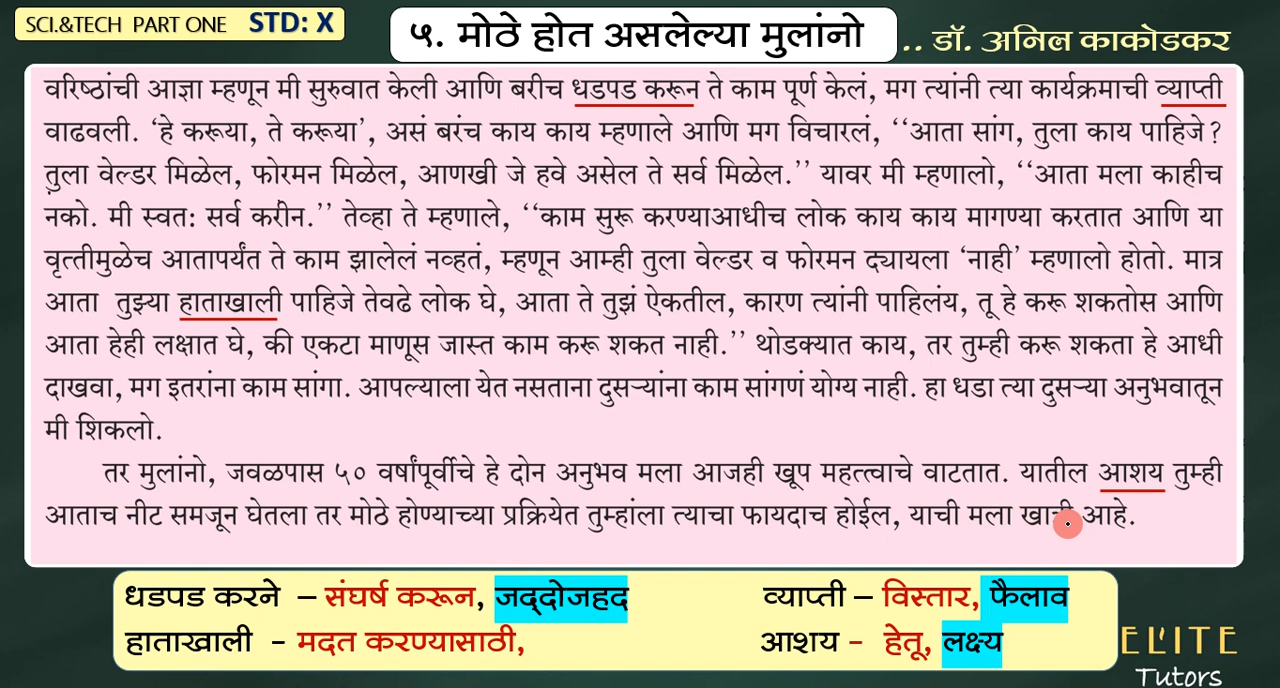 SCI.&TECH PART ONE STD: X
५. मोठे होत असलेल्या मुलांनो
.. डॉ. अनिल काकोडकर
वरिष्ठांची आज्ञा म्हणून मी सुरुवात केली आणि बरीच धडपड करून ते काम पूर्ण केलं, मग त्यांनी त्या कार्यक्रमाची व्याप्ती
वाढवली. ‘हे करूया, ते करूया’, असं बरंच काय काय म्हणाले आणि मग विचारलं, ‘‘आता सांग, तुला काय पाहिजे?
तुला वेल्डर मिळेल, फोरमन मिळेल, आणखी जे हवे असेल ते सर्व मिळेल.’’ यावर मी म्हणालो, ‘‘आता मला काहीच
नको. मी स्वत: सर्व करीन.’’ तेव्हा ते म्हणाले, ‘‘काम सुरू करण्याआधीच लोक काय काय मागण्या करतात आणि या
वृत्तीमुळेच आतापर्यंत ते काम झालेलं नव्हतं, म्हणून आम्ही तुला वेल्डर व फोरमन द्यायला ‘नाही’ म्हणालो होतो. मात्र
आता तुझ्या हाताखाली पाहिजे तेवढे लोक घे, आता ते तुझं ऐकतील, कारण त्यांनी पाहिलंय, तू हे करू शकतोस आणि
आता हेही लक्षात घे, की एकटा माणूस जास्त काम करू शकत नाही.’’ थोडक्यात काय, तर तुम्ही करू शकता हे आधी
दाखवा, मग इतरांना काम सांगा. आपल्याला येत नसताना दुसऱ्यांना काम सांगणं योग्य नाही. हा धडा त्या दुसऱ्या अनुभवातून
मी शिकलो.
तर मुलांनो, जवळपास ५० वर्षांपूर्वीचे हे दोन अनुभव मला आजही खूप महत्त्वाचे वाटतात. यातील आशय तुम्ही
आताच नीट समजून घेतला तर मोठे होण्याच्या प्रक्रियेत तुम्हांला त्याचा फायदाच होईल, याची मला खात्री आहे.
धडपड करने – संघर्ष करून, जद्दोजहद
व्याप्ती – विस्तार, फैलाव
हाताखाली - मदत करण्यासाठी,
आशय - हेतू, लक्ष्य
ELITE
Tutors